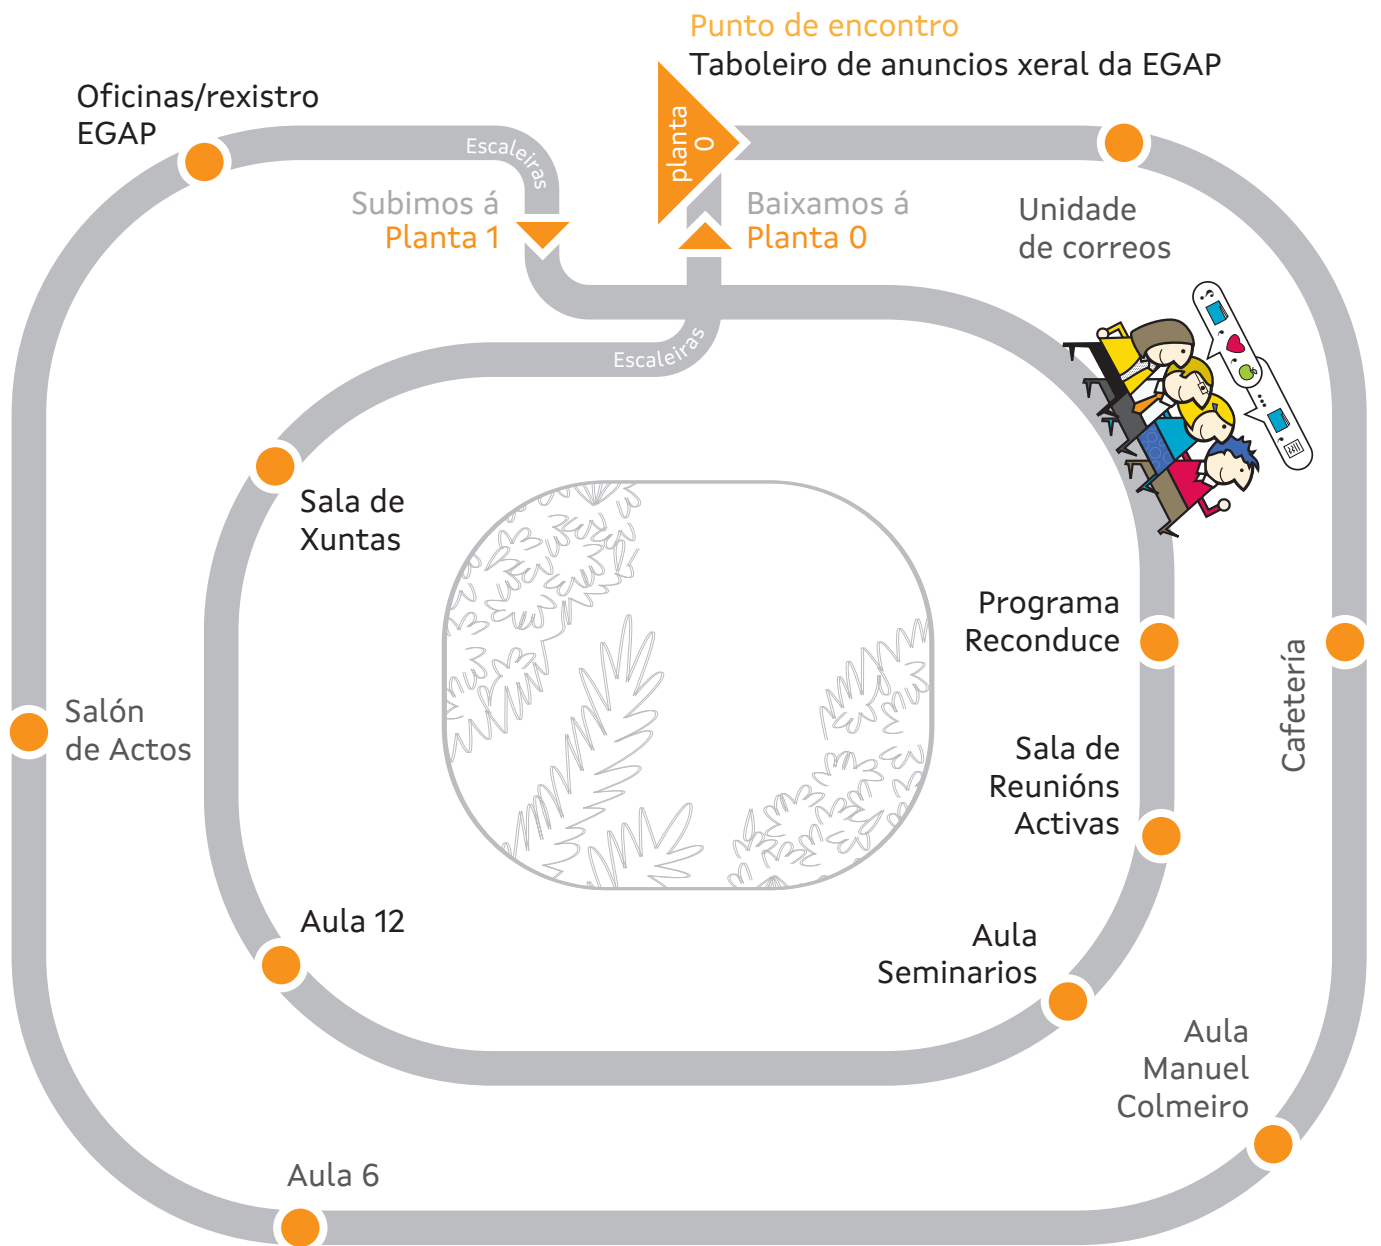 Punto de encontro
Taboleiro de anuncios xeral da EGAP
Oficinas/rexistro
EGAP
Escaleiras
planta
0
Subimos á
Planta 1
Baixamos á
Planta 0
Unidade
de correos
Escaleiras
Sala de
Xuntas
Programa
Reconduce
Cafetería
Salón
de Actos
Sala de
Reunións
Activas
Aula 12
Aula
Seminarios
Aula
Manuel
Colmeiro
Aula 6